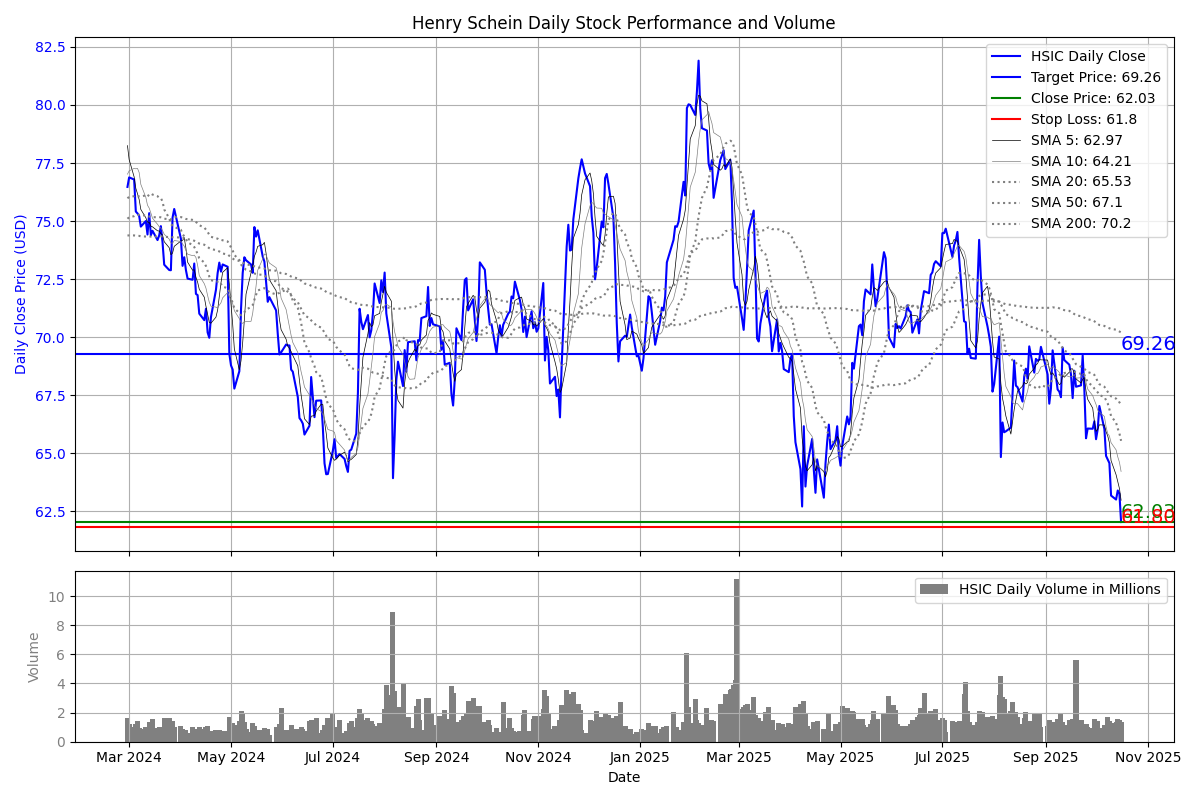 Henry Schein Daily Stock Performance and Volume
Daily Close Price (USD)
82.5
80.0
77.5
75.0
72.5
70.0
67.5
65.0
62.5
HSIC Daily Close
Target Price: 69.26
Close Price: 62.03
Stop Loss: 61.8
SMA 5: 62.97
SMA 10: 64.21
SMA 20: 65.53
SMA 50: 67.1
SMA 200: 70.2
69.26
62.03
61.80
Volume
10
8
6
4
2
0
HSIC Daily Volume in Millions
Mar 2024
May 2024
Jul 2024
Sep 2024
Nov 2024
Jan 2025
Mar 2025
May 2025
Jul 2025
Sep 2025
Nov 2025
Date